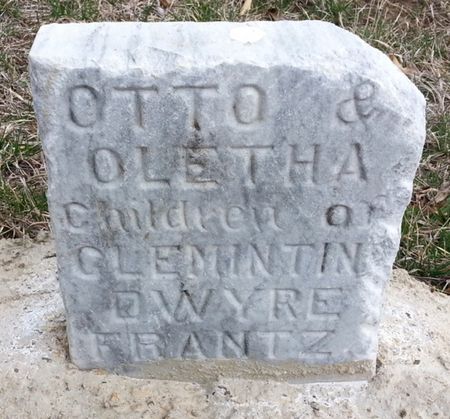 OTTO &
OLETHA
Children of
CLEMINTIN
DWYRE
FRANTZ